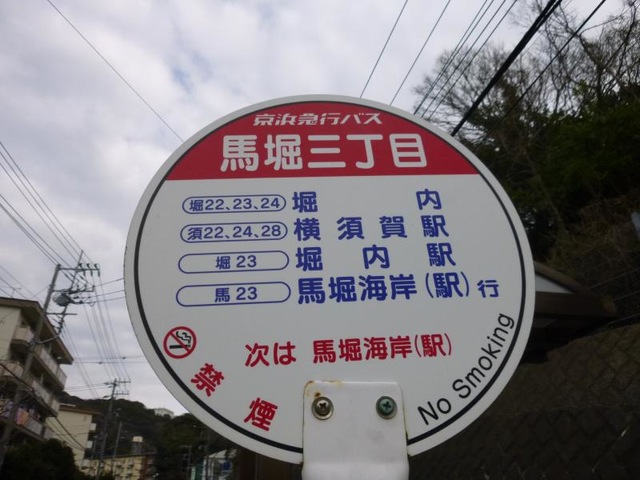 京浜急行バス
馬堀三丁目
堀22、23、24 堀内
須22、24、28 横須賀駅
堀23 堀内駅
馬23 馬堀海岸(駅)行
次は 馬堀海岸(駅)
禁煙
No Smoking